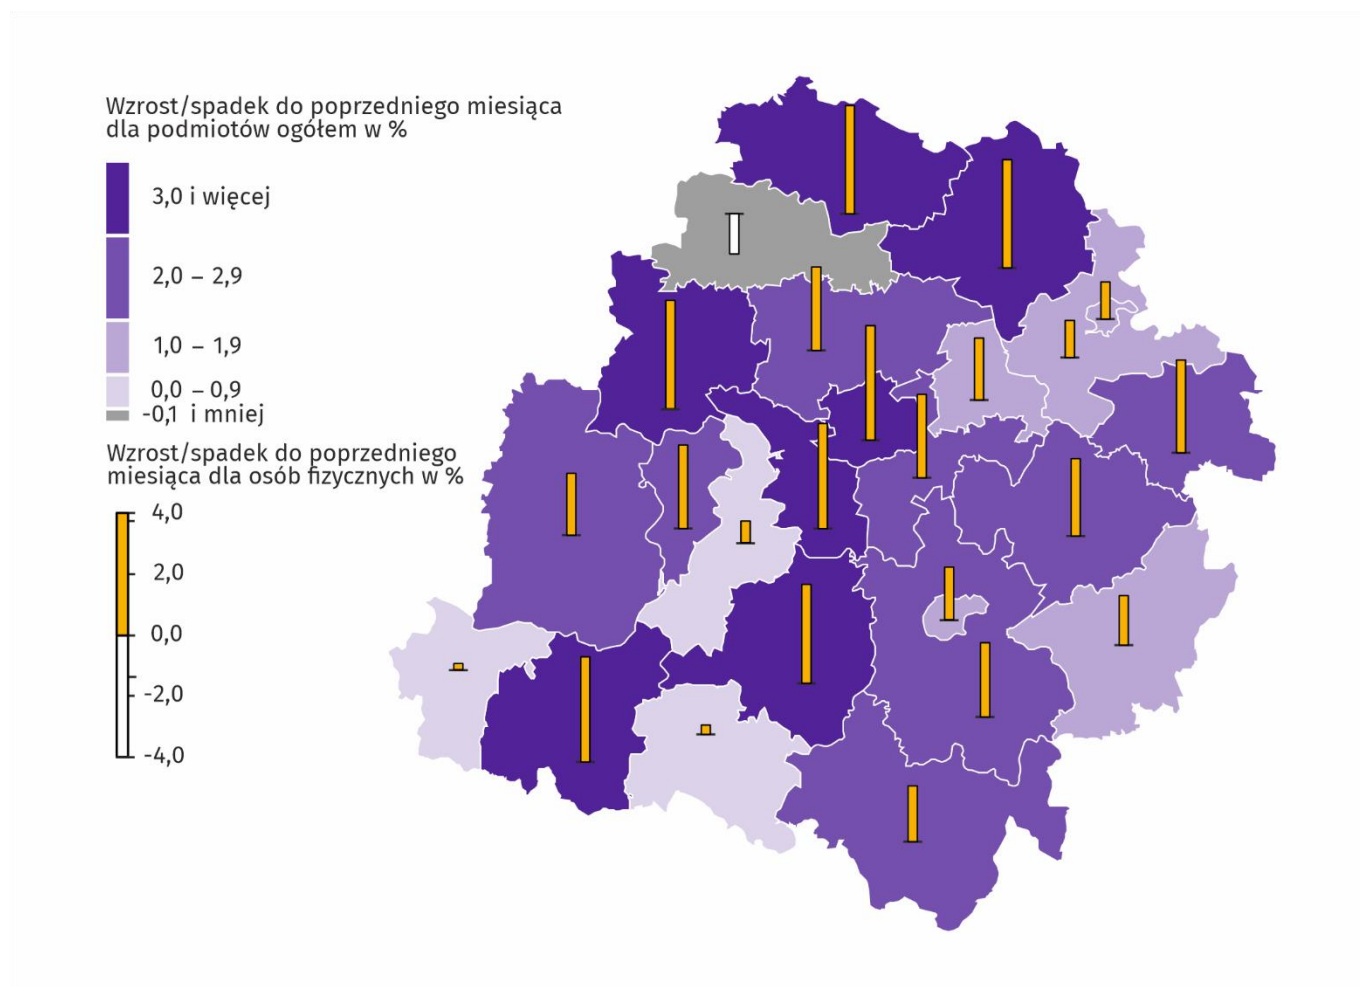 Wzrost/spadek do poprzedniego miesiąca
dla podmiotów ogółem w %
3,0 i więcej
2,0 – 2,9
1,0 – 1,9
0,0 – 0,9
-0,1 i mniej
Wzrost/spadek do poprzedniego
miesiąca dla osób fizycznych w %
4,0
2,0
0,0
-2,0
-4,0